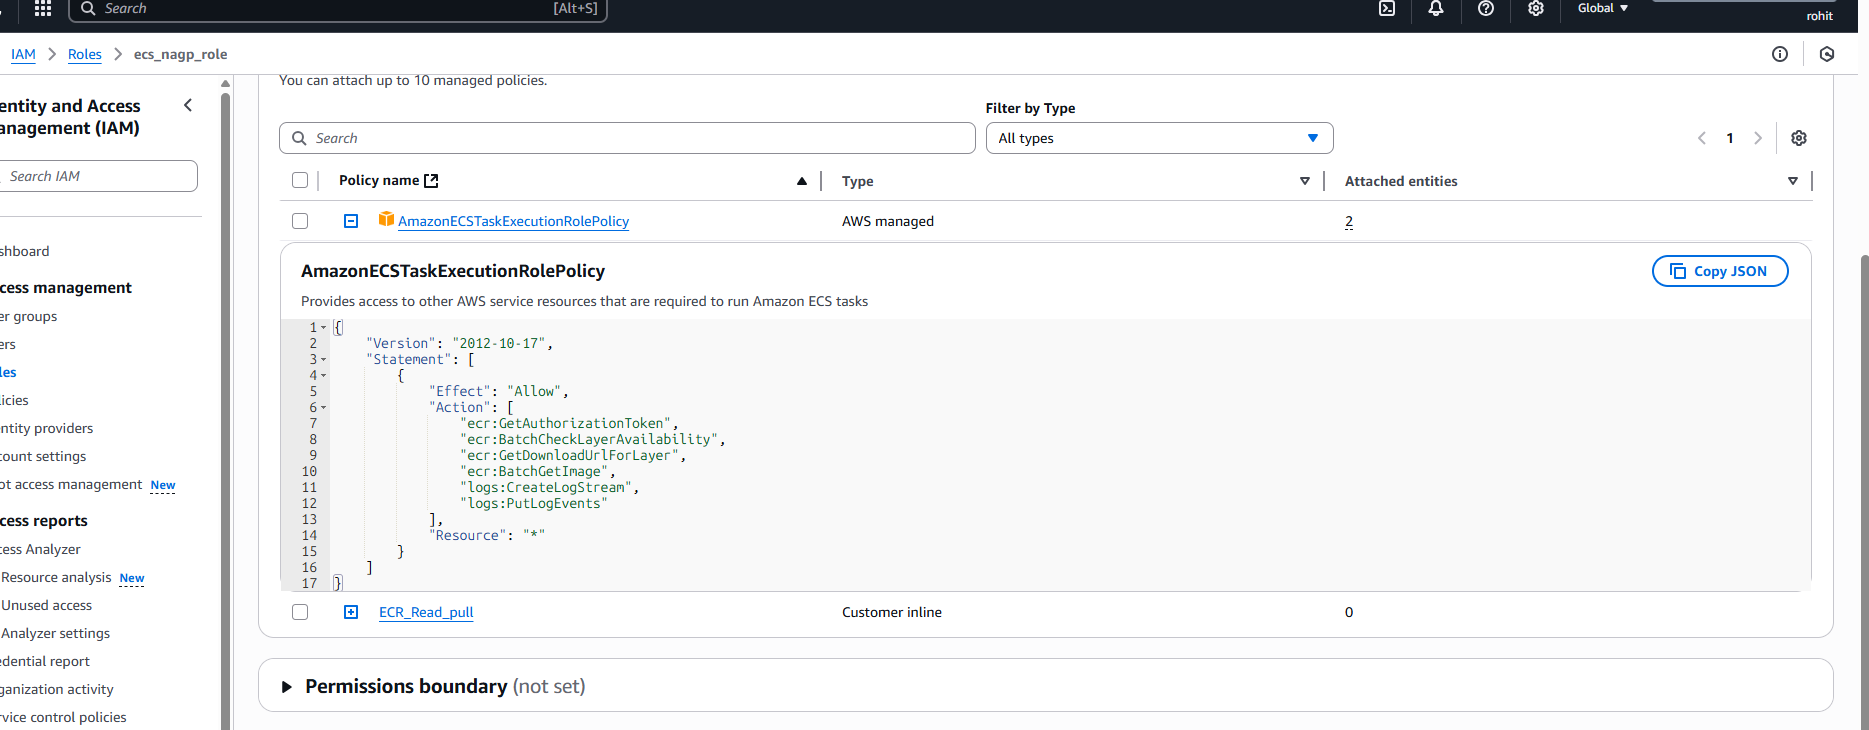 Search [Alt+S] Global rohit
IAM Roles ecs_nagp_role
entity and Access
anagement (IAM)
Search IAM
shboard
cess management
er groups
ers
les
licies
entity providers
count settings
ot access management New
cess reports
cess Analyzer
Resource analysis New
Unused access
Analyzer settings
edential report
ganization activity
rvice control policies
You can attach up to 10 managed policies.
Filter by Type
Search
All types
1
Policy name Type Attached entities
AmazonECSTaskExecutionRolePolicy AWS managed 2
AmazonECSTaskExecutionRolePolicy
Copy JSON
Provides access to other AWS service resources that are required to run Amazon ECS tasks
1 {
2 "Version": "2012-10-17",
3 "Statement": [
4 {
5 "Effect": "Allow",
6 "Action": [
7 "ecr:GetAuthorizationToken",
8 "ecr:BatchCheckLayerAvailability",
9 "ecr:GetDownloadUrlForLayer",
10 "ecr:BatchGetImage",
11 "logs:CreateLogStream",
12 "logs:PutLogEvents"
13 ],
14 "Resource": "*"
15 }
16 ]
17 }
ECR_Read_pull Customer inline 0
Permissions boundary (not set)